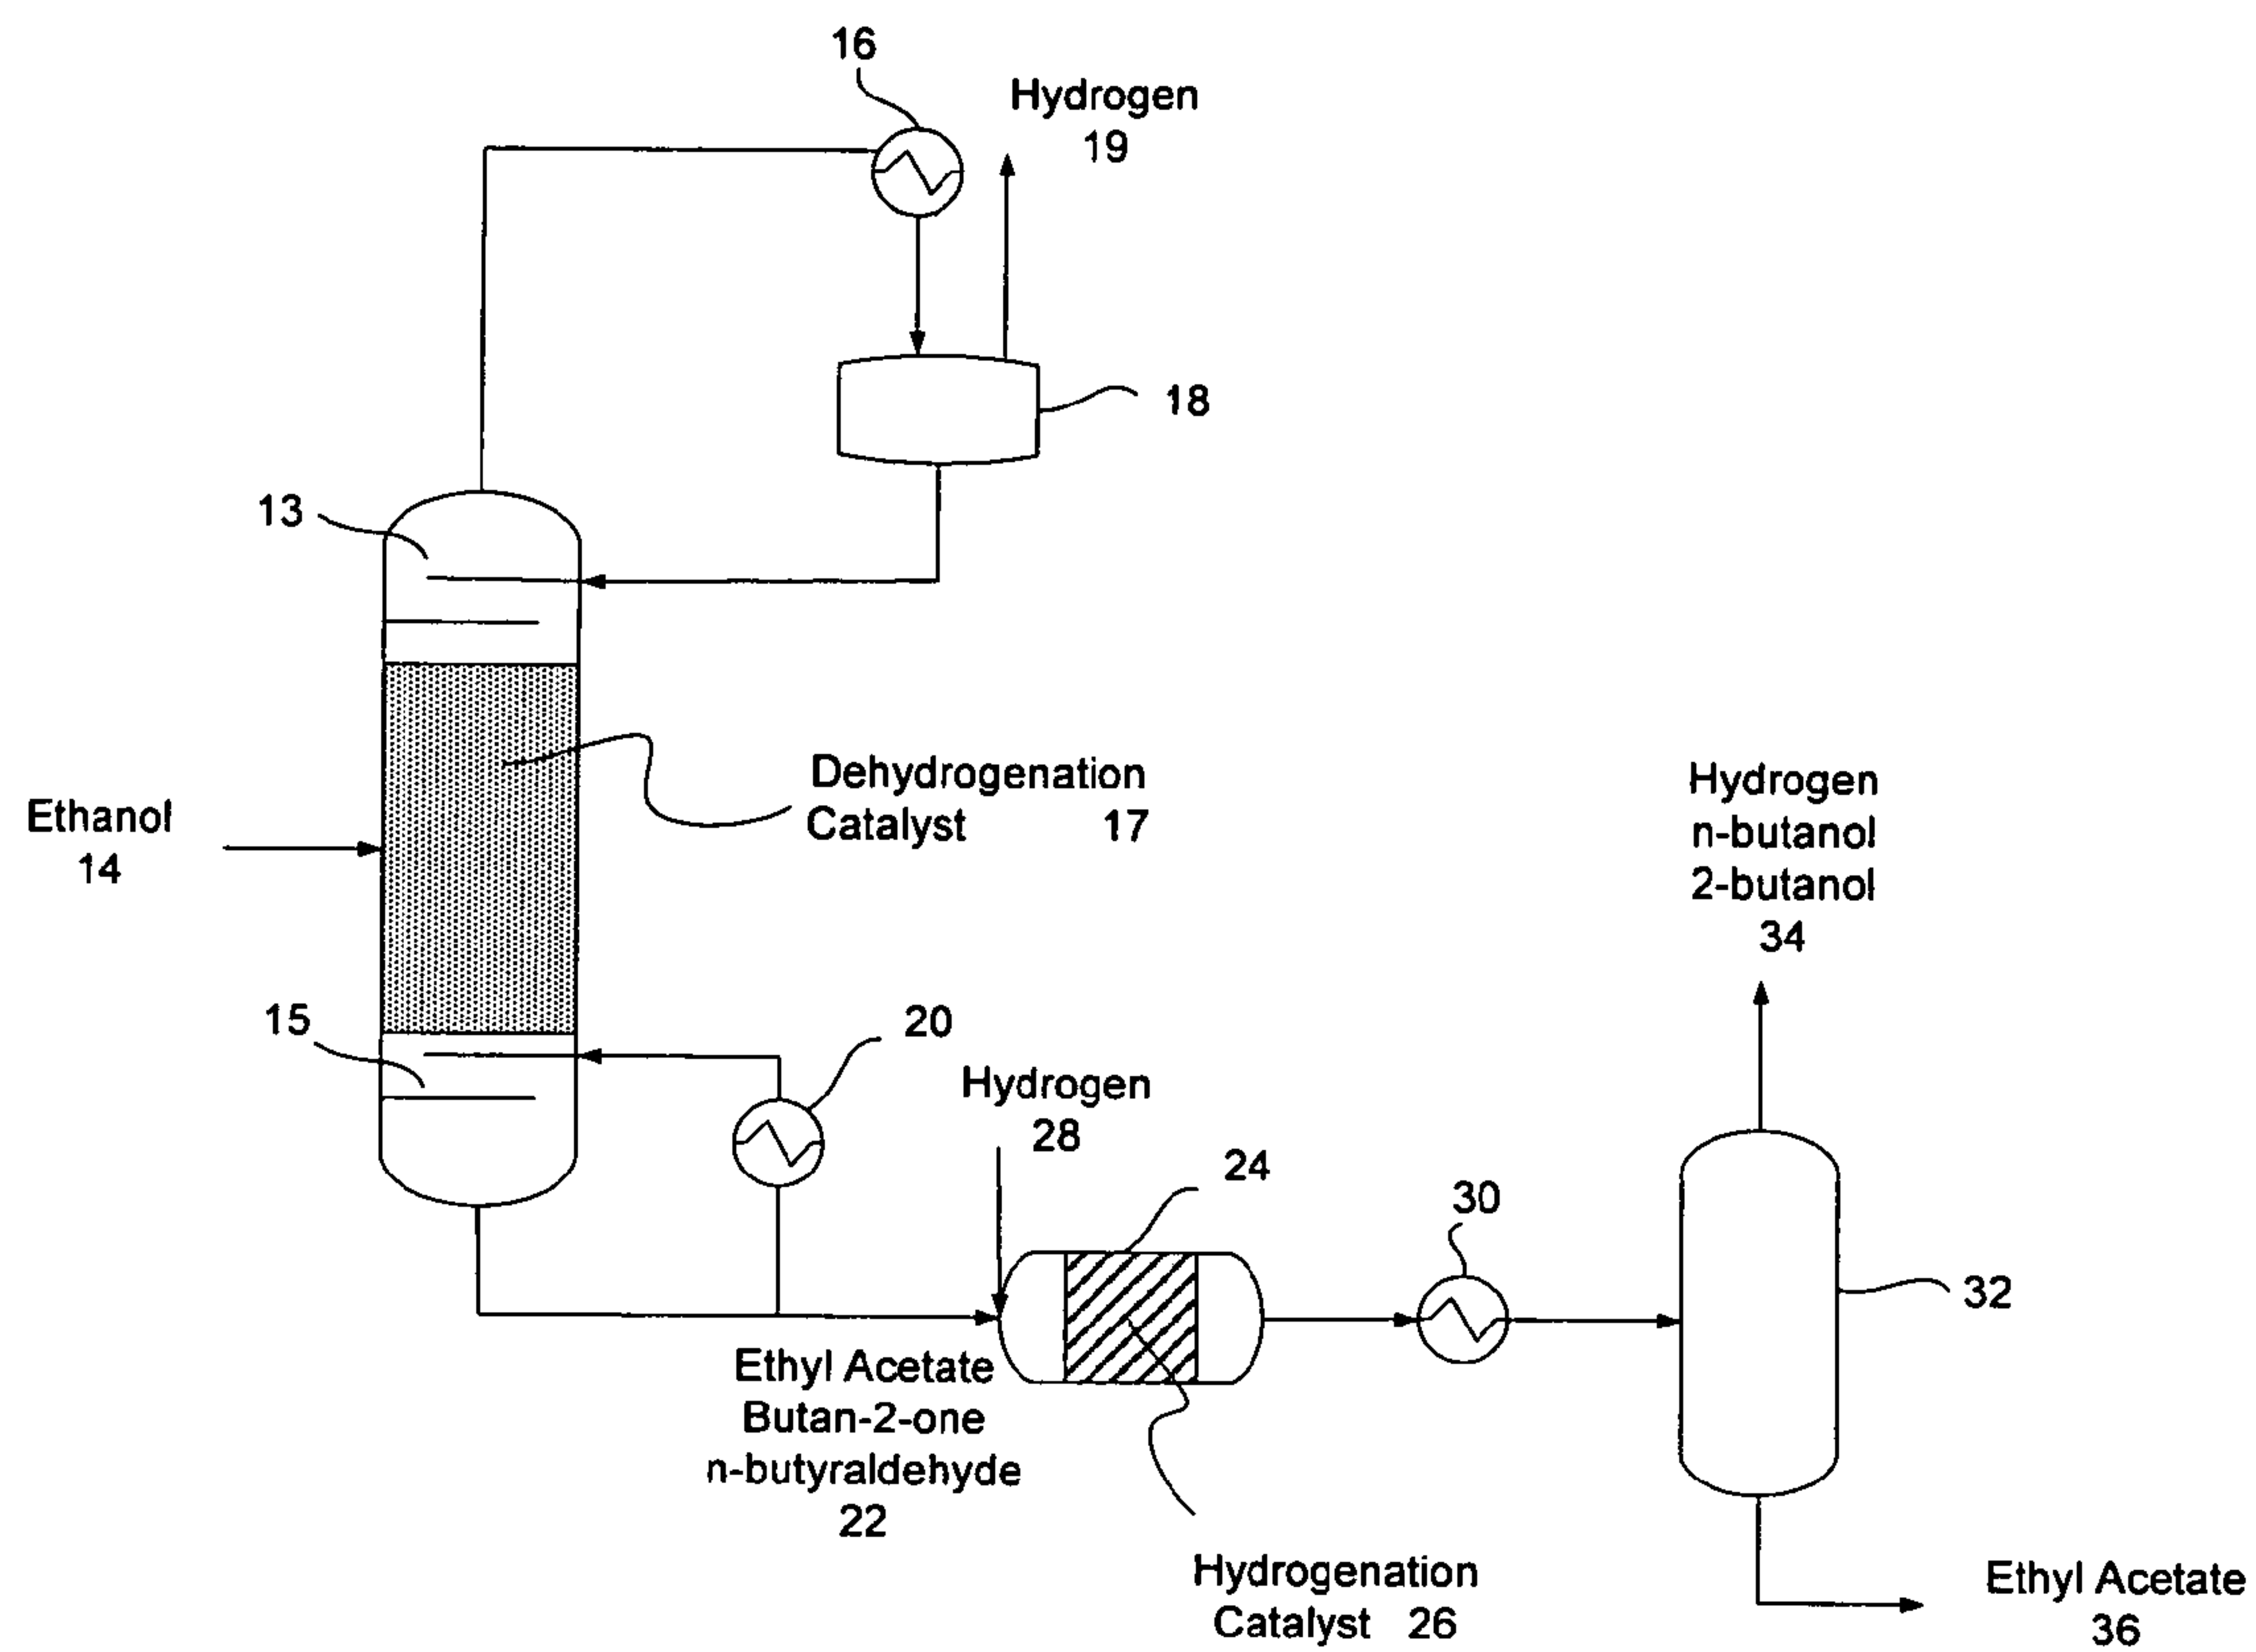 16
Hydrogen
19
18
13
Dehydrogenation
Catalyst 17
Ethanol
14
Hydrogen
n-butanol
2-butanol
34
15
20
Hydrogen
28
24
30
32
Ethyl Acetate
Butan-2-one
n-butyraldehyde
22
Hydrogenation
Catalyst 26
Ethyl Acetate
36